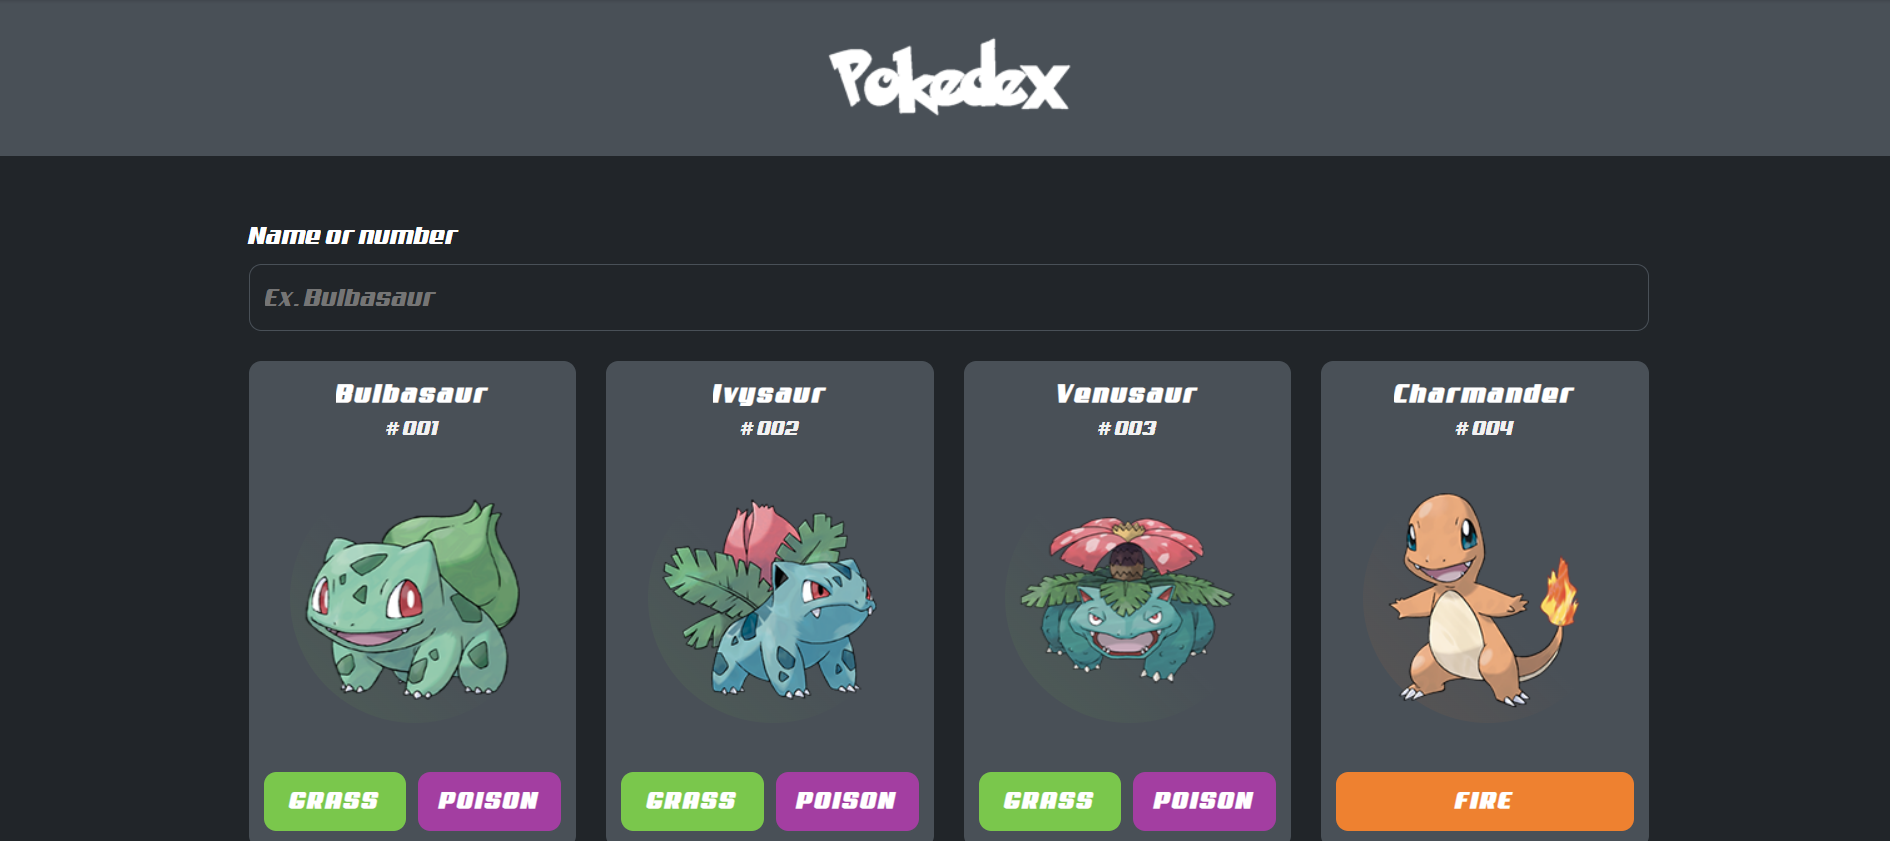 Pokedex
Name or number
Ex. Bulbasaur
Bulbasaur
#001
GRASS POISON
Ivysaur
#002
GRASS POISON
Venusaur
#003
GRASS POISON
Charmander
#004
FIRE